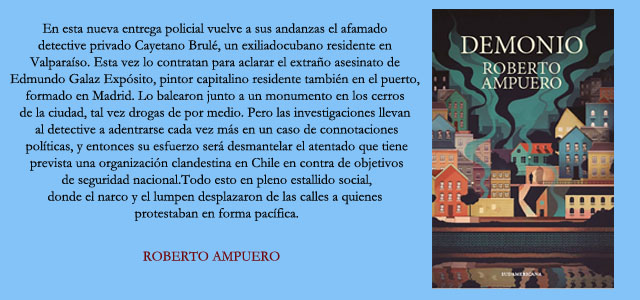 En esta nueva entrega policial vuelve a sus andanzas el afamado
detective privado Cayetano Brulé, un exiliadocubano residente en
Valparaíso. Esta vez lo contratan para aclarar el extraño asesinato de
Edmundo Galaz Expósito, pintor capitalino residente también en el puerto,
formado en Madrid. Lo balearon junto a un monumento en los cerros
de la ciudad, tal vez drogas de por medio. Pero las investigaciones llevan
al detective a adentrarse cada vez más en un caso de connotaciones
políticas, y entonces su esfuerzo será desmantelar el atentado que tiene
prevista una organización clandestina en Chile en contra de objetivos
de seguridad nacional.Todo esto en pleno estallido social,
donde el narco y el lumpen desplazaron de las calles a quienes
protestaban en forma pacífica.
ROBERTO AMPUERO
DEMONIO
ROBERTO
AMPUERO
SUDAMERICANA